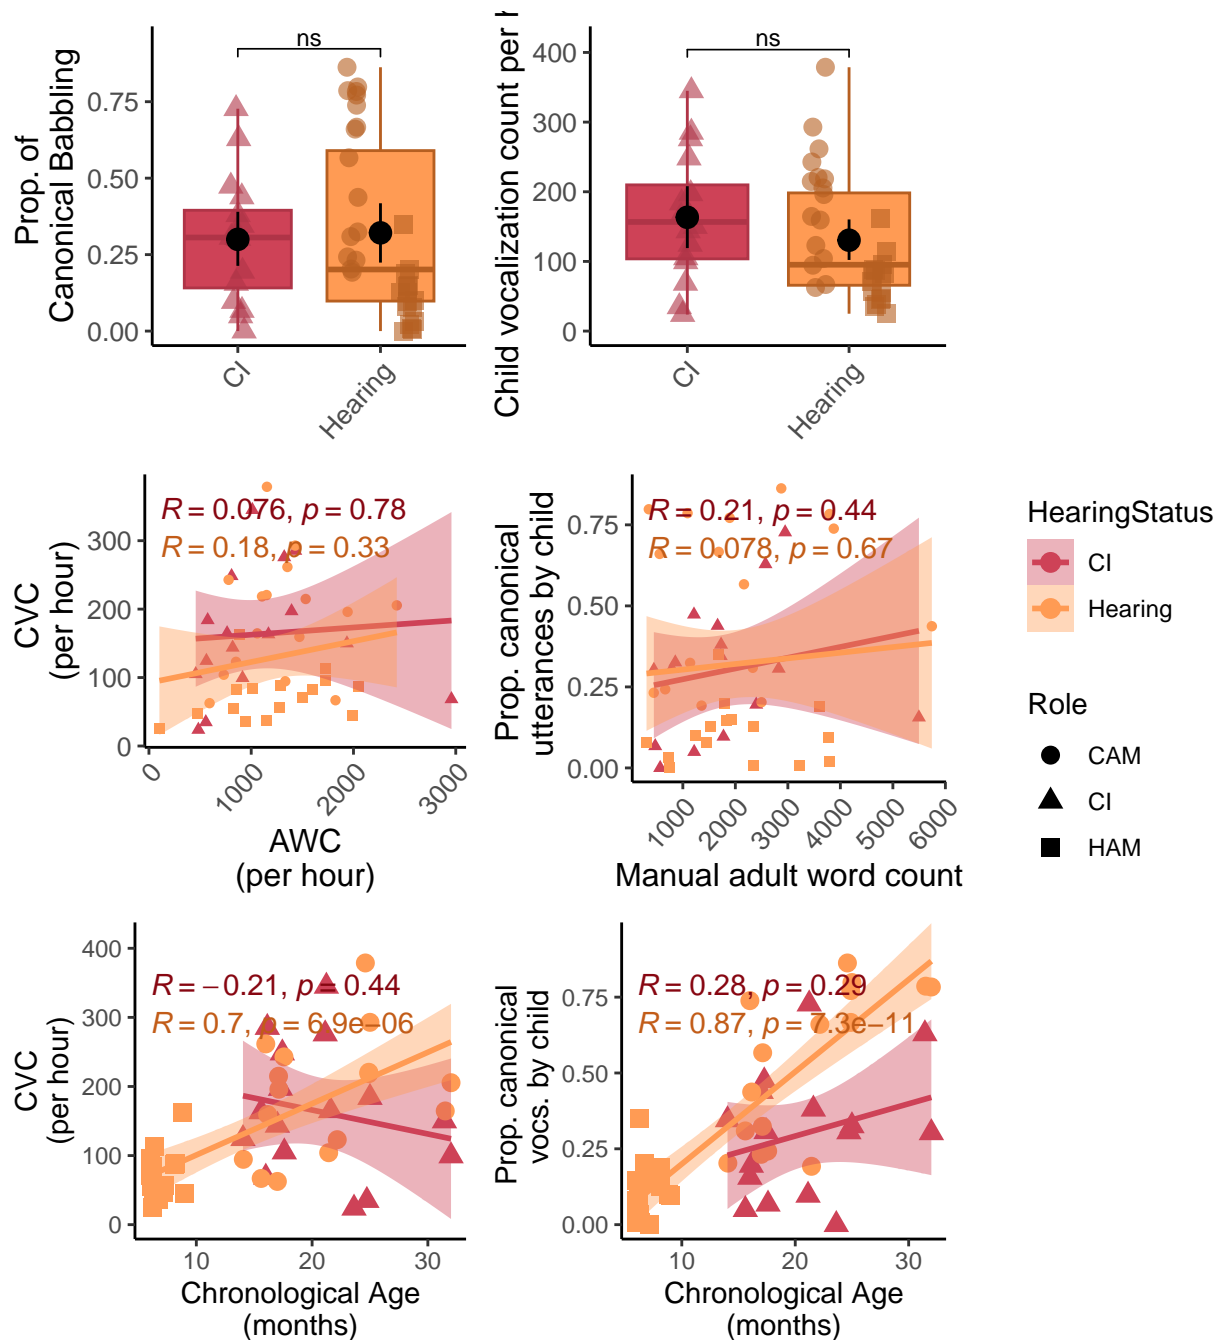 Prop. of
Canonical Babbling
0.75
0.50
0.25
0.00
ns
CI
Hearing
Child vocalization count per
400
300
200
100
0
ns
CI
Hearing
CVC
(per hour)
300
200
100
0
R = 0.076, p = 0.78
R = 0.18, p = 0.33
0
1000
2000
3000
AWC
(per hour)
Prop. canonical
utterances by child
0.75
0.50
0.25
0.00
R = 0.21, p = 0.44
R = 0.078, p = 0.67
1000
2000
3000
4000
5000
6000
Manual adult word count
HearingStatus
CI
Hearing
Role
CAM
CI
HAM
CVC
(per hour)
400
300
200
100
0
R = −0.21, p = 0.44
R = 0.7, p = 6.9e−06
10
20
30
Chronological Age
(months)
Prop. canonical
vocs. by child
0.75
0.50
0.25
0.00
R = 0.28, p = 0.29
R = 0.87, p = 7.3e−11
10
20
30
Chronological Age
(months)